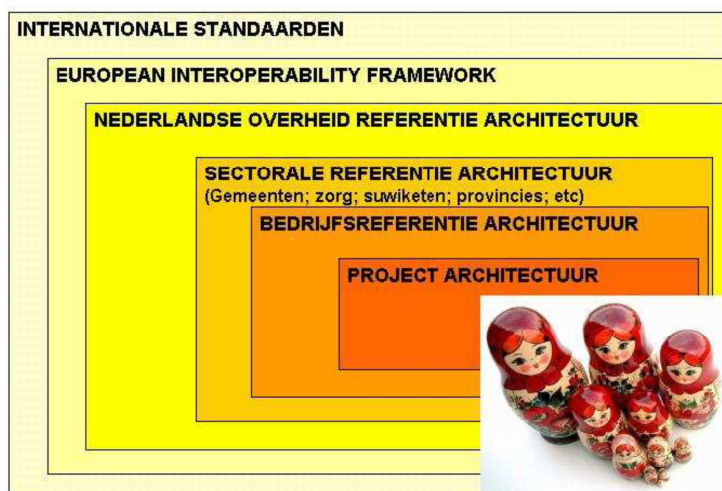 INTERNATIONALE STANDAARDEN
EUROPEAN INTEROPERABILITY FRAMEWORK
NEDERLANDSE OVERHEID REFERENTIE ARCHITECTUUR
SECTORALE REFERENTIE ARCHITECTUUR
(Gemeenten; zorg; suwiketen; provincies; etc)
BEDRIJFSREFERENTIE ARCHITECTUUR
PROJECT ARCHITECTUUR